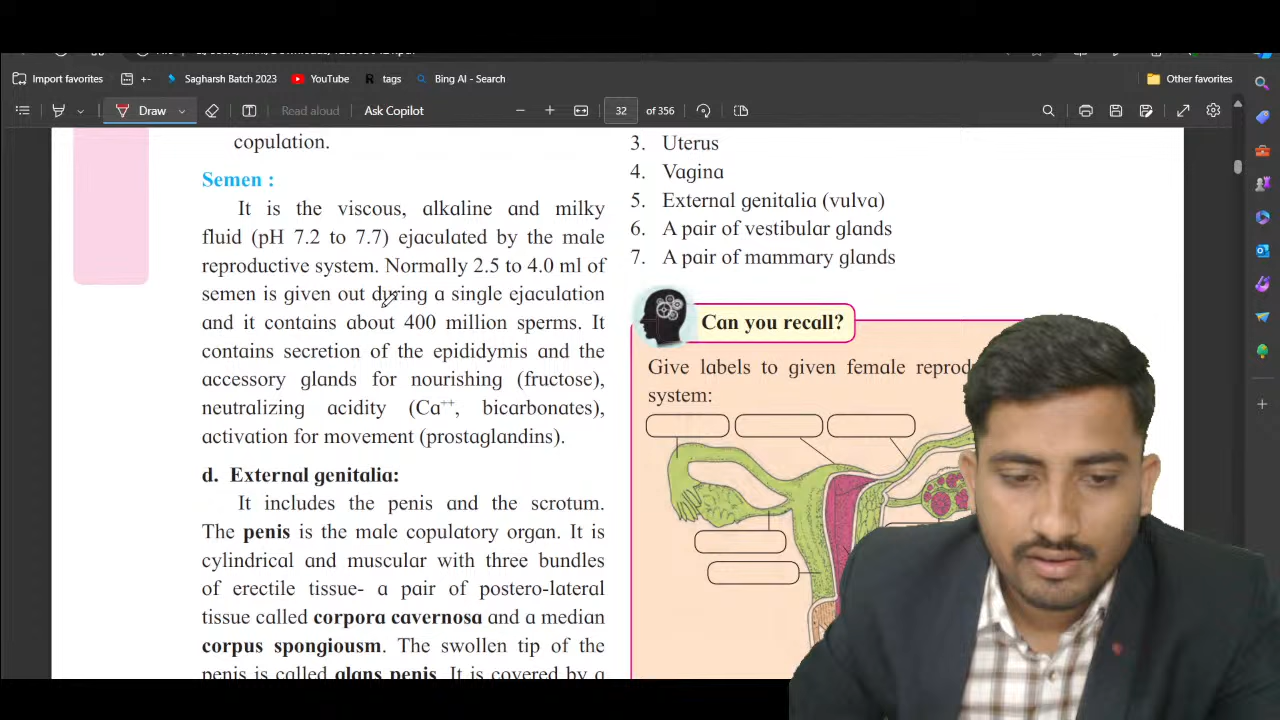 Import favorites
+-
Sagharsh Batch 2023
YouTube
R tags
Bing AI - Search
Other favorites
Draw
Read aloud
Ask Copilot
32
of 356
copulation.
Semen :
It is the viscous, alkaline and milky
fluid (pH 7.2 to 7.7) ejaculated by the male
reproductive system. Normally 2.5 to 4.0 ml of
semen is given out during a single ejaculation
and it contains about 400 million sperms. It
contains secretion of the epididymis and the
accessory glands for nourishing (fructose),
neutralizing acidity (Ca++, bicarbonates),
activation for movement (prostaglandins).
d. External genitalia:
It includes the penis and the scrotum.
The penis is the male copulatory organ. It is
cylindrical and muscular with three bundles
of erectile tissue- a pair of postero-lateral
tissue called corpora cavernosa and a median
corpus spongiousm. The swollen tip of the
penis is called glans penis. It is covered by a
3. Uterus
4. Vagina
5. External genitalia (vulva)
6. A pair of vestibular glands
7. A pair of mammary glands
Can you recall?
Give labels to given female
system: